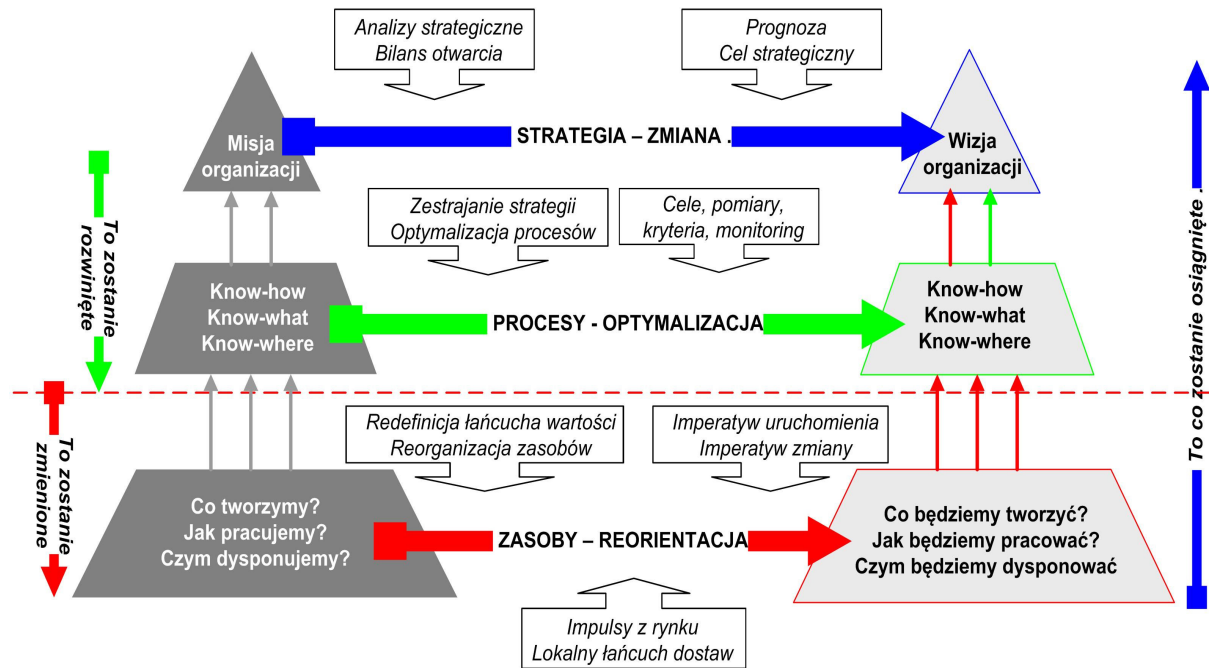 Analizy strategiczne
Bilans otwarcia
Prognoza
Cel strategiczny
Misja
organizacji
STRATEGIA – ZMIANA .
Wizja
organizacji
To zostanie
rozwinięte
Zestrajanie strategii
Optymalizacja procesów
Cele, pomiary,
kryteria, monitoring
Know-how
Know-what
Know-where
PROCESY - OPTYMALIZACJA
Know-how
Know-what
Know-where
To co zostanie osiągnięte .
To zostanie
zmienione
Redefinicja łańcucha wartości
Reorganizacja zasobów
Imperatyw uruchomienia
Imperatyw zmiany
Co tworzymy?
Jak pracujemy?
Czym dysponujemy?
ZASOBY – REORIENTACJA
Co będziemy tworzyć?
Jak będziemy pracować?
Czym będziemy dysponować
Impulsy z rynku
Lokalny łańcuch dostaw